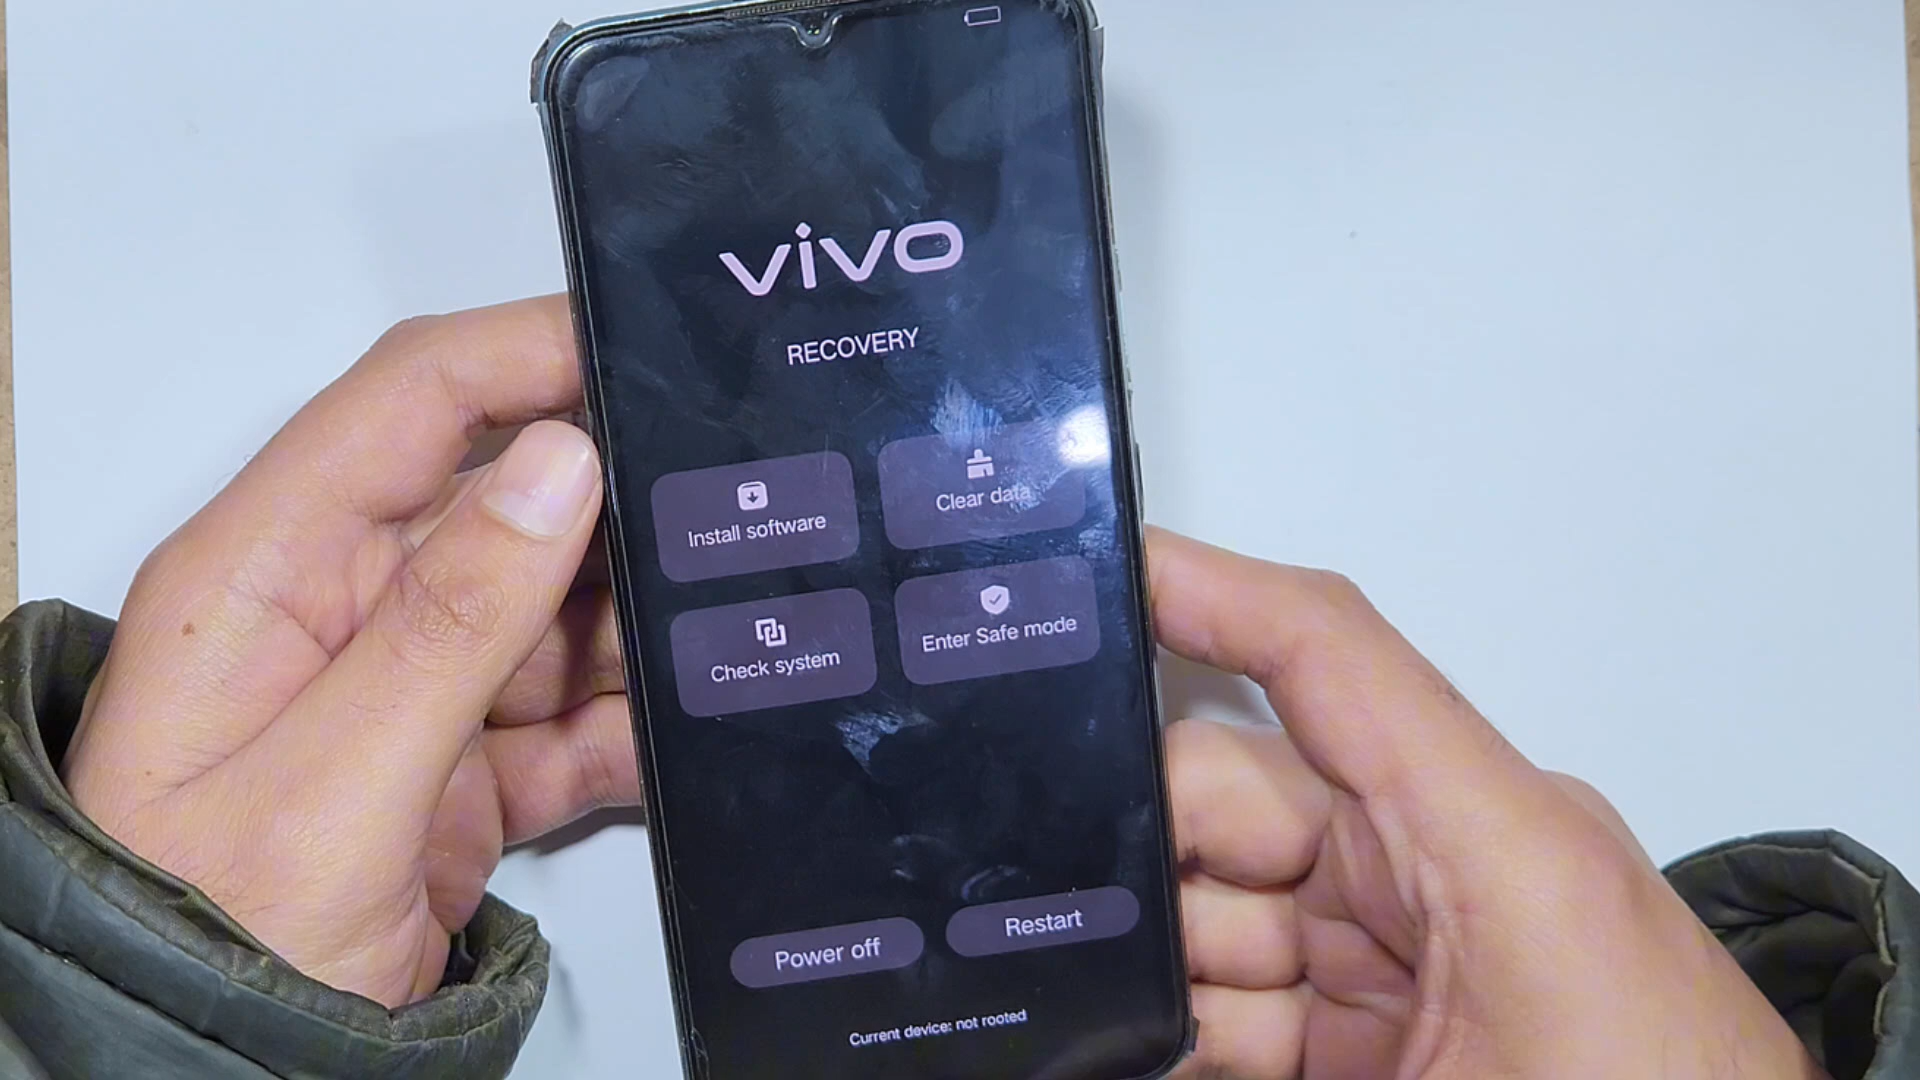 vivo
RECOVERY
Install software
Clear data
Check system
Enter Safe mode
Power off
Restart
Current device: not rooted